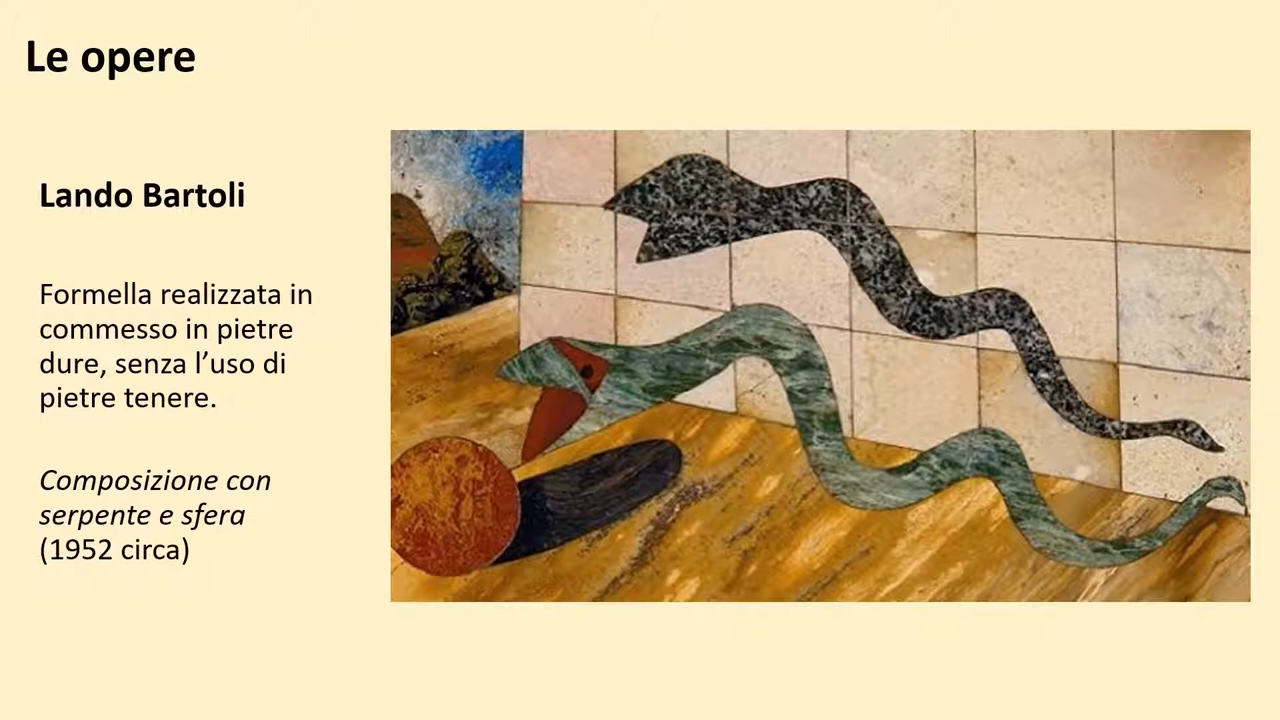 Le opere
Lando Bartoli
Formella realizzata in
commesso in pietre
dure, senza l’uso di
pietre tenere.
Composizione con
serpente e sfera
(1952 circa)